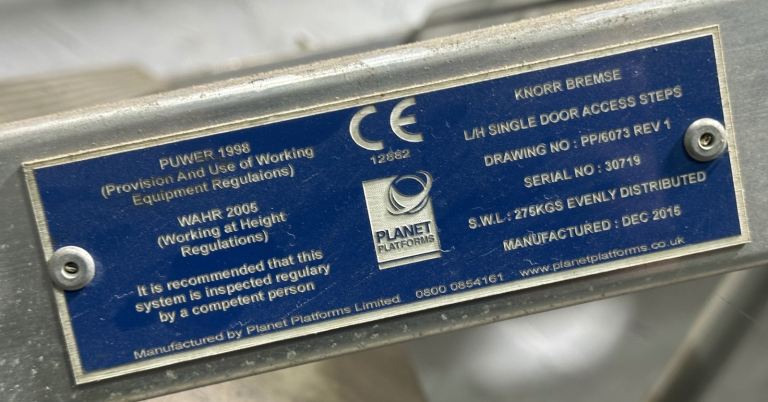 PUWER 1998
(Provision And Use of Working
Equipment Regulaions)
WAHR 2005
(Working at Height
Regulations)
It is recommended that this
system is inspected regulary
by a competent person
CE
12882
PLANET
PLATFORMS
KNORR BREMSE
L/H SINGLE DOOR ACCESS STEPS
DRAWING NO : PP/6073 REV 1
SERIAL NO : 30719
S.W.L : 275KGS EVENLY DISTRIBUTED
MANUFACTURED : DEC 2015
Manufactured by Planet Platforms Limited 0800 0854161 www.planetplatforms.co.uk